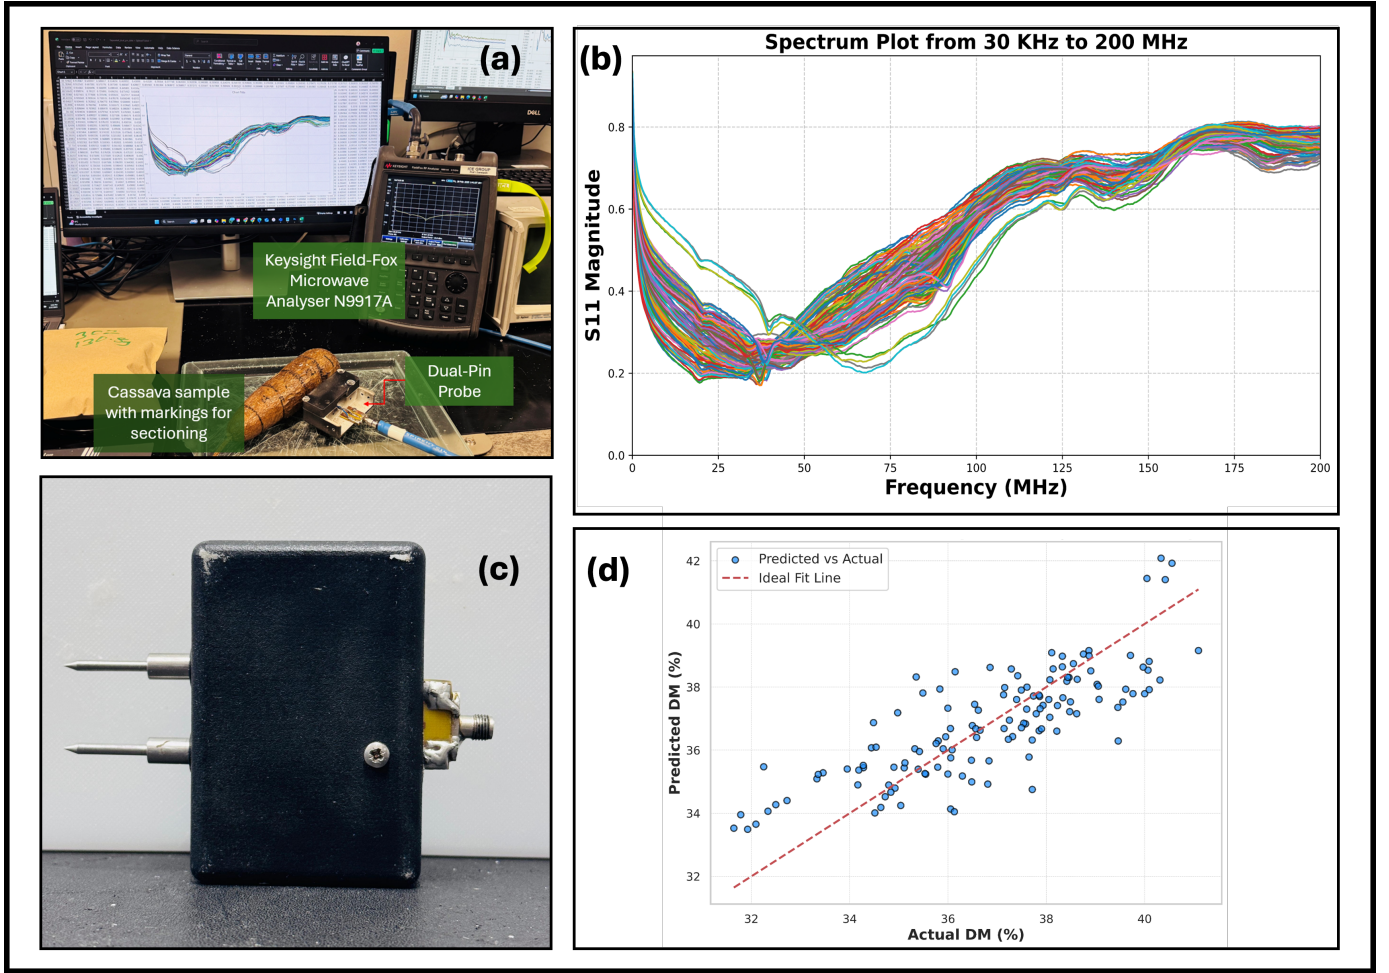 (a)
DELL
KEYSIGHT
Keysight Field-Fox
Microwave
Analyser N9917A
Dual-Pin
Probe
Cassava sample
with markings for
sectioning
(b)
Spectrum Plot from 30 KHz to 200 MHz
S11 Magnitude
0.8
0.6
0.4
0.2
0.0
0 25 50 75 100 125 150 175 200
Frequency (MHz)
(c)
(d)
Predicted vs Actual
Ideal Fit Line
Predicted DM (%)
42
40
38
36
34
32
32 34 36 38 40
Actual DM (%)